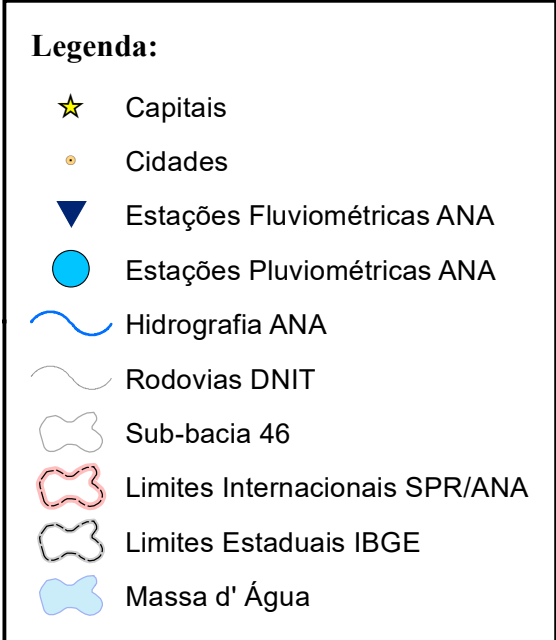 Legenda:
Capitais
Cidades
Estações Fluviométricas ANA
Estações Pluviométricas ANA
Hidrografia ANA
Rodovias DNIT
Sub-bacia 46
Limites Internacionais SPR/ANA
Limites Estaduais IBGE
Massa d' Água